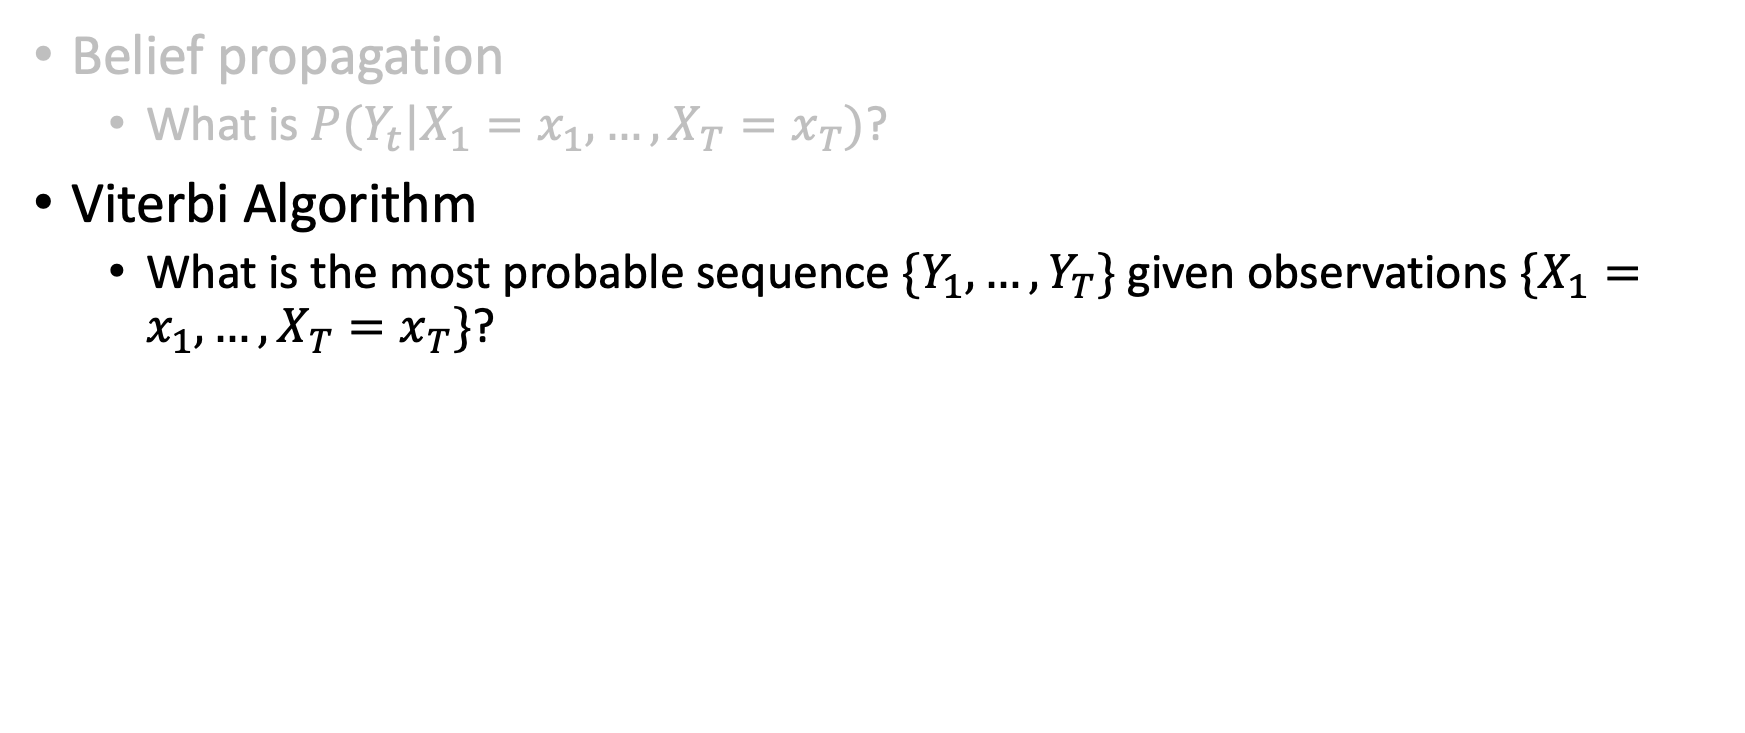 • Belief propagation
• What is P(Y_t|X_1 = x_1, … , X_T = x_T)?
• Viterbi Algorithm
• What is the most probable sequence {Y_1, … , Y_T} given observations {X_1 =
x_1, … , X_T = x_T}?